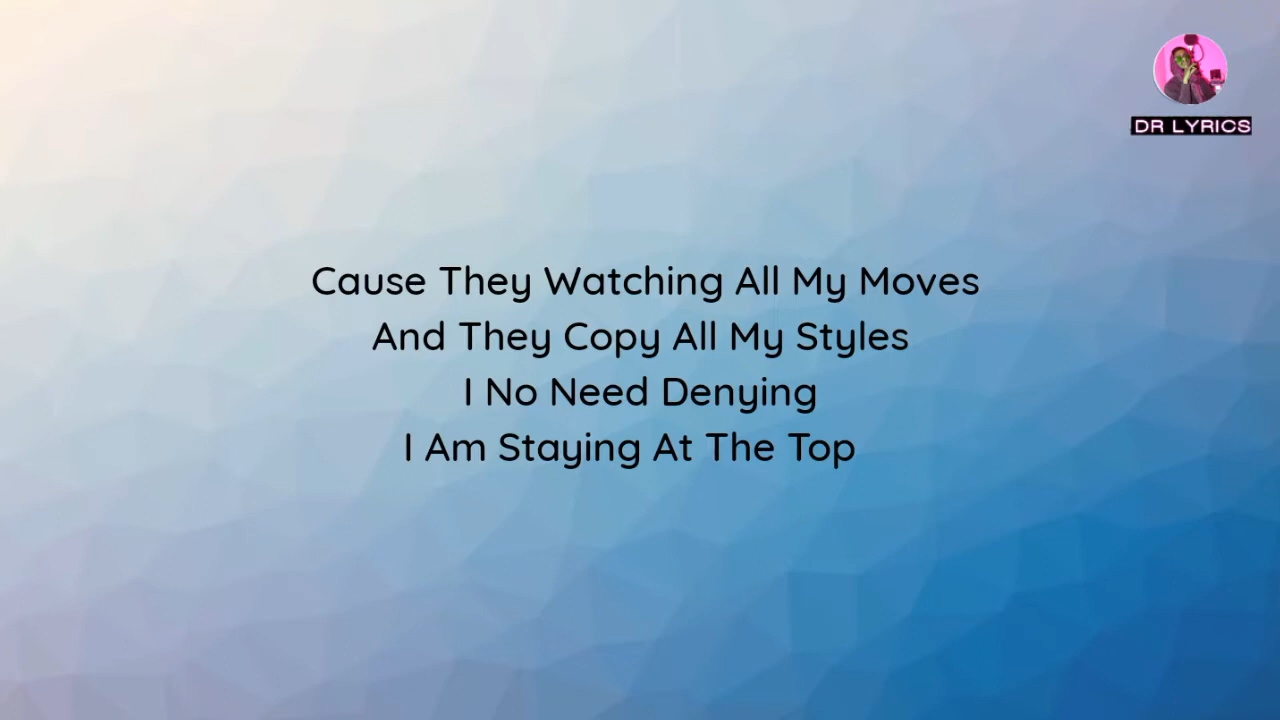 DR LYRICS
Cause They Watching All My Moves
And They Copy All My Styles
I No Need Denying
I Am Staying At The Top